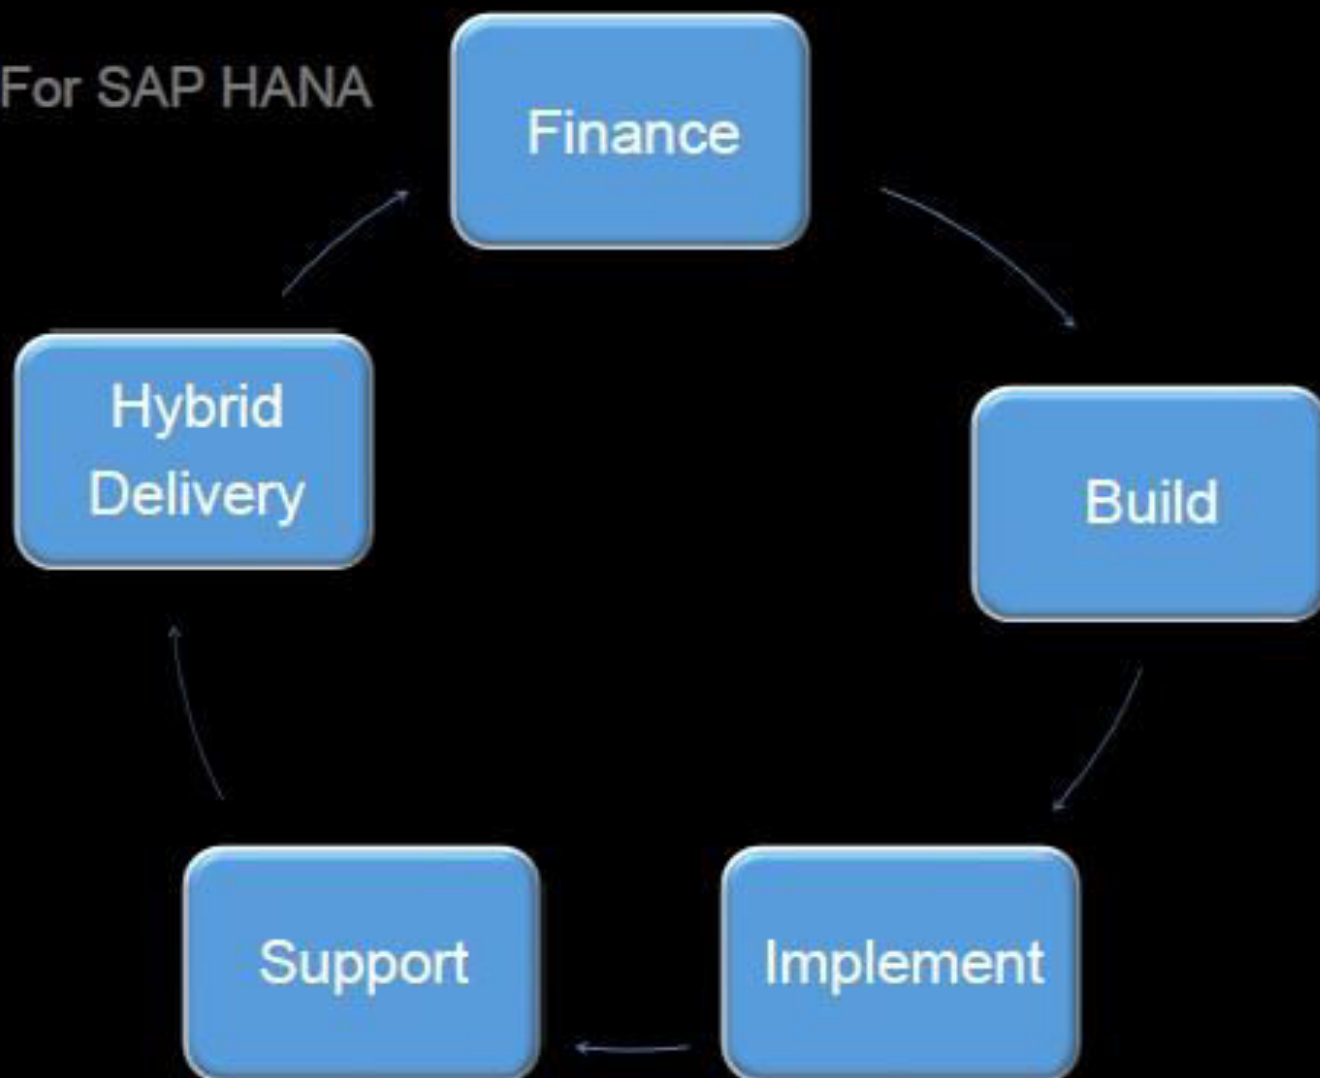 For SAP HANA
Finance
Hybrid
Delivery
Build
Support
Implement